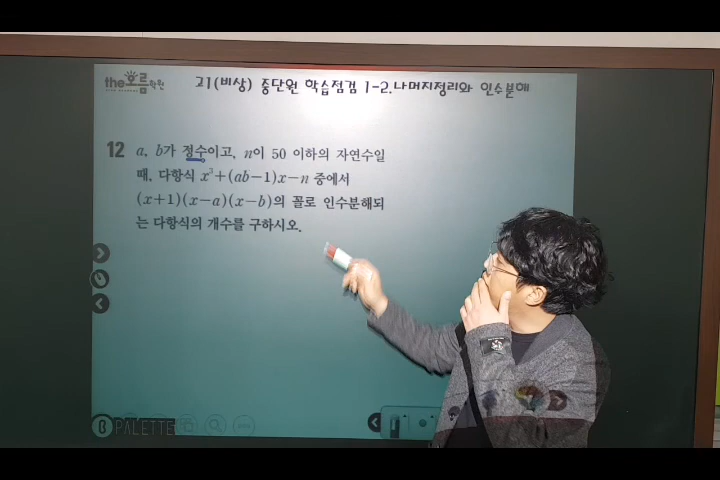 the오름학원
고1(비상) 중단원 학습점검 1-2.나머지정리와 인수분해
12 a, b가 정수이고, n이 50 이하의 자연수일
때, 다항식 x³+(ab-1)x-n 중에서
(x+1)(x-a)(x-b)의 꼴로 인수분해되
는 다항식의 개수를 구하시오.
PALETTE